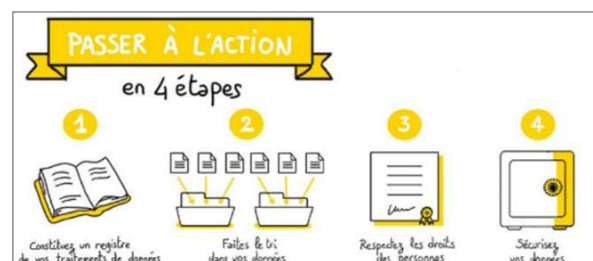 PASSER À L'ACTION
en 4 étapes
1
2
3
4
Constituez un registre
de vos traitements de données
Faites le tri
dans vos données
Respectez les droits
des personnes
Sécurisez
vos données